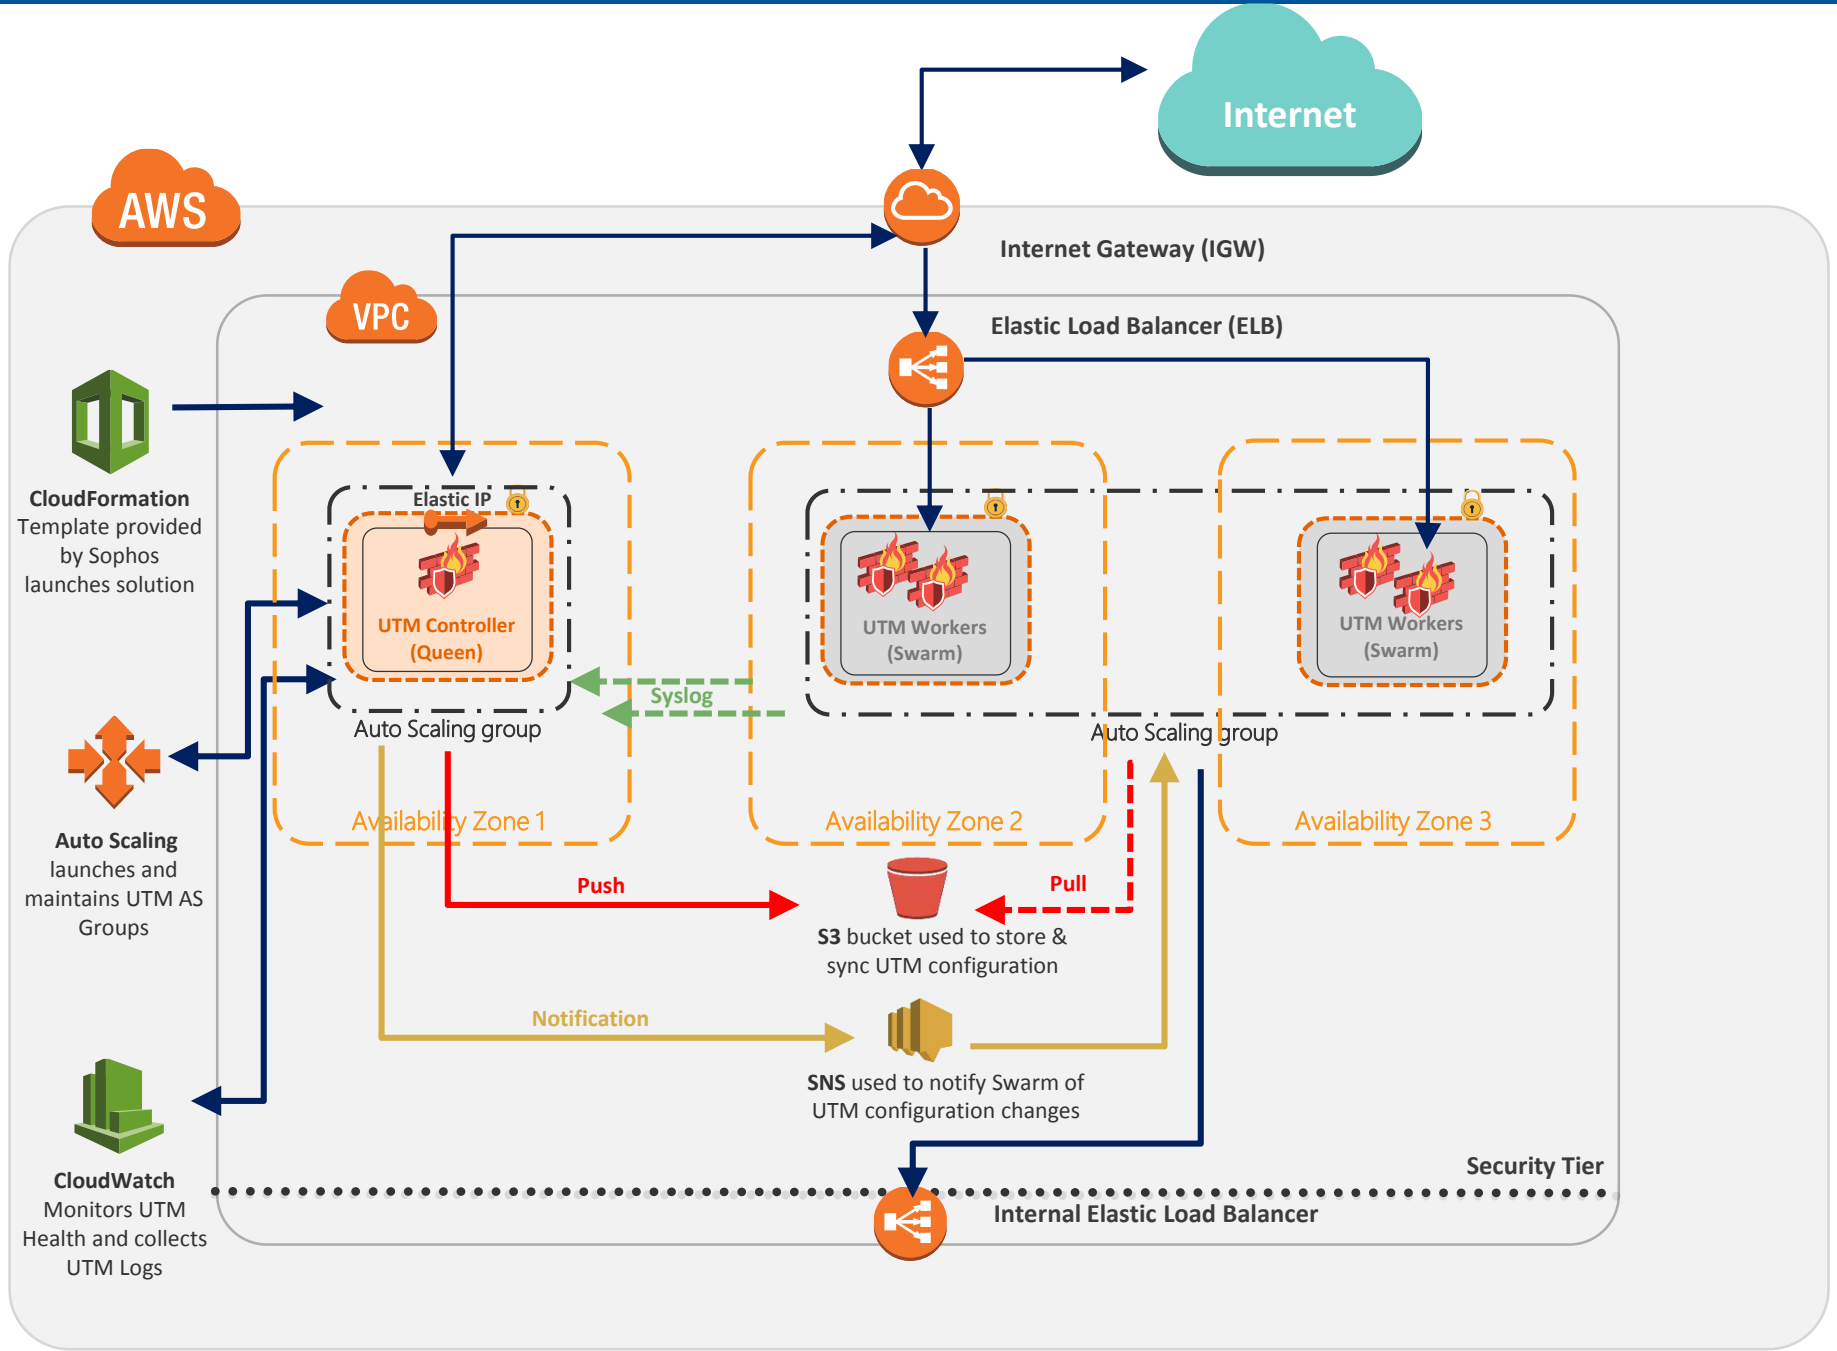 Internet
AWS
Internet Gateway (IGW)
VPC
Elastic Load Balancer (ELB)
CloudFormation
Template provided
by Sophos
launches solution
Elastic IP
UTM Controller
(Queen)
Auto Scaling group
Availability Zone 1
UTM Workers
(Swarm)
Availability Zone 2
UTM Workers
(Swarm)
Auto Scaling group
Availability Zone 3
Syslog
Auto Scaling
launches and
maintains UTM AS
Groups
Push
Pull
S3 bucket used to store &
sync UTM configuration
Notification
SNS used to notify Swarm of
UTM configuration changes
CloudWatch
Monitors UTM
Health and collects
UTM Logs
Security Tier
Internal Elastic Load Balancer